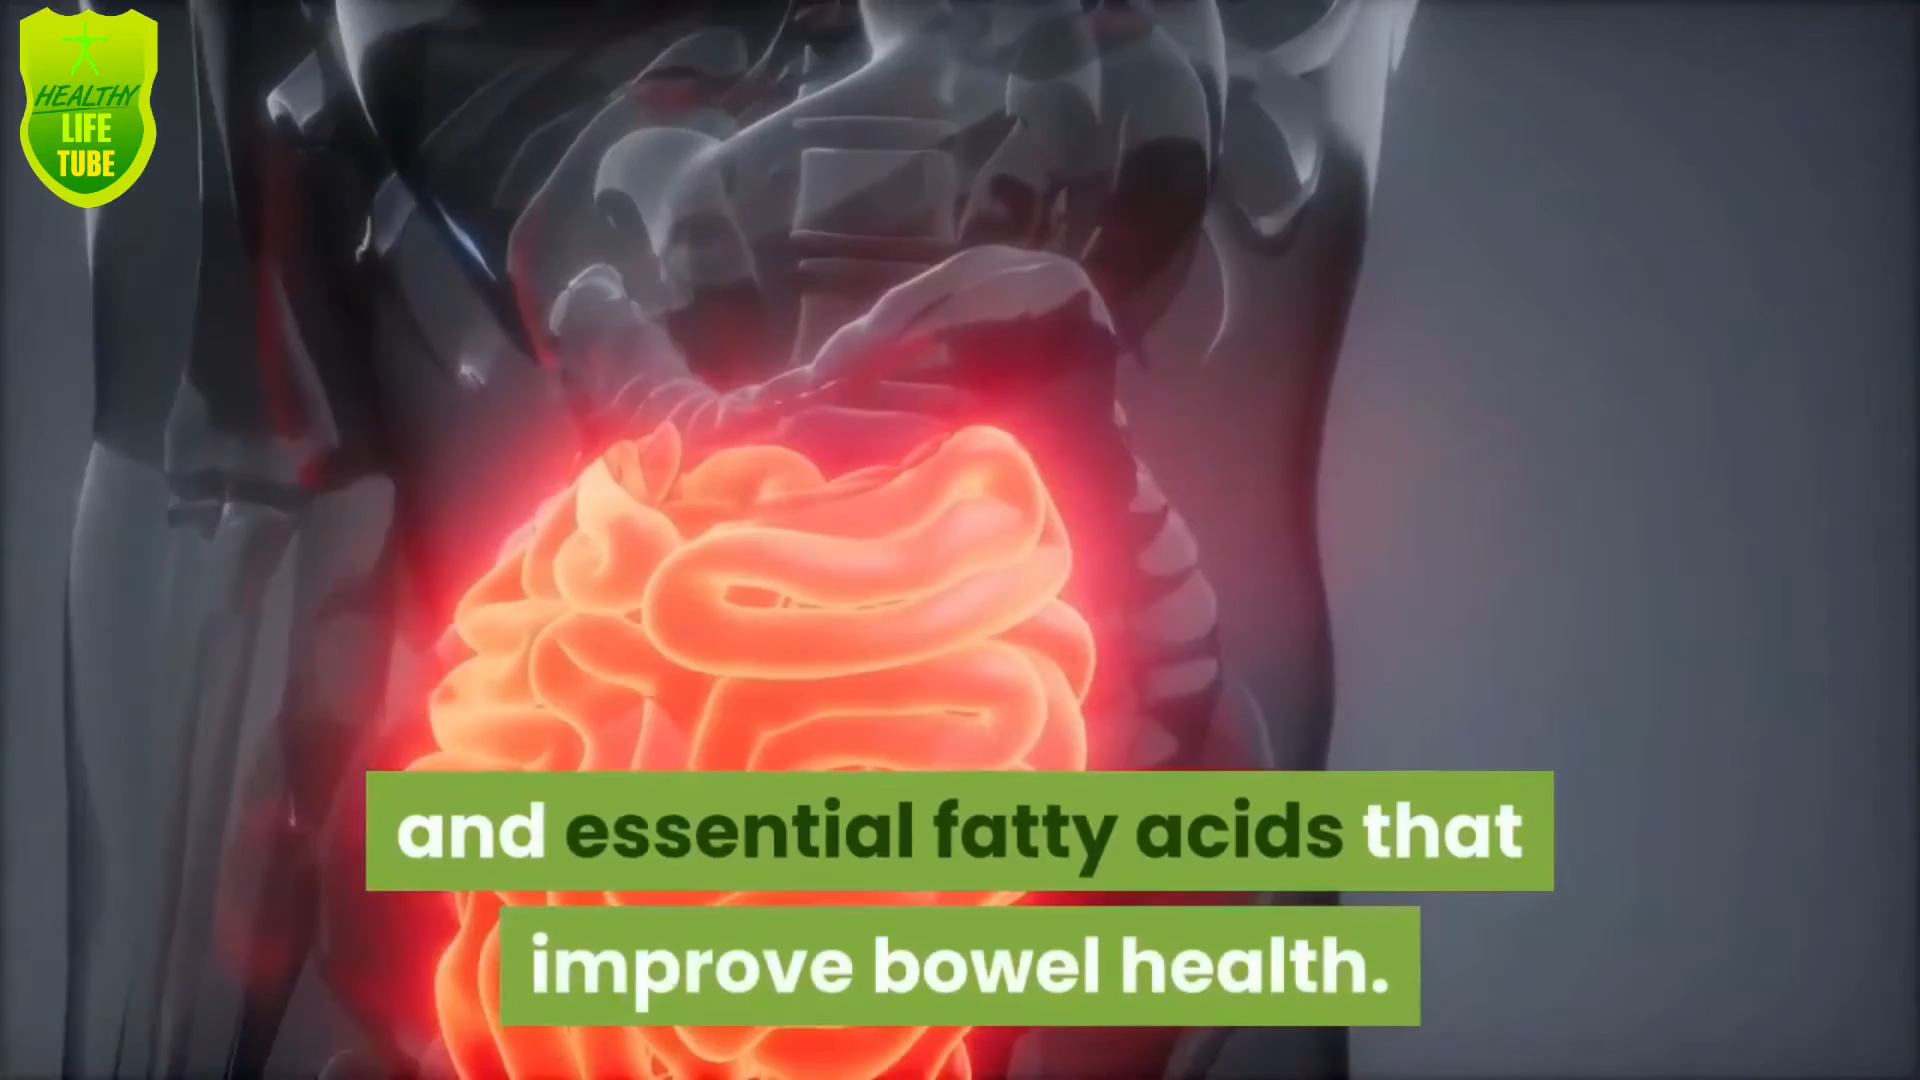 HEALTHY
LIFE
TUBE
and essential fatty acids that
improve bowel health.